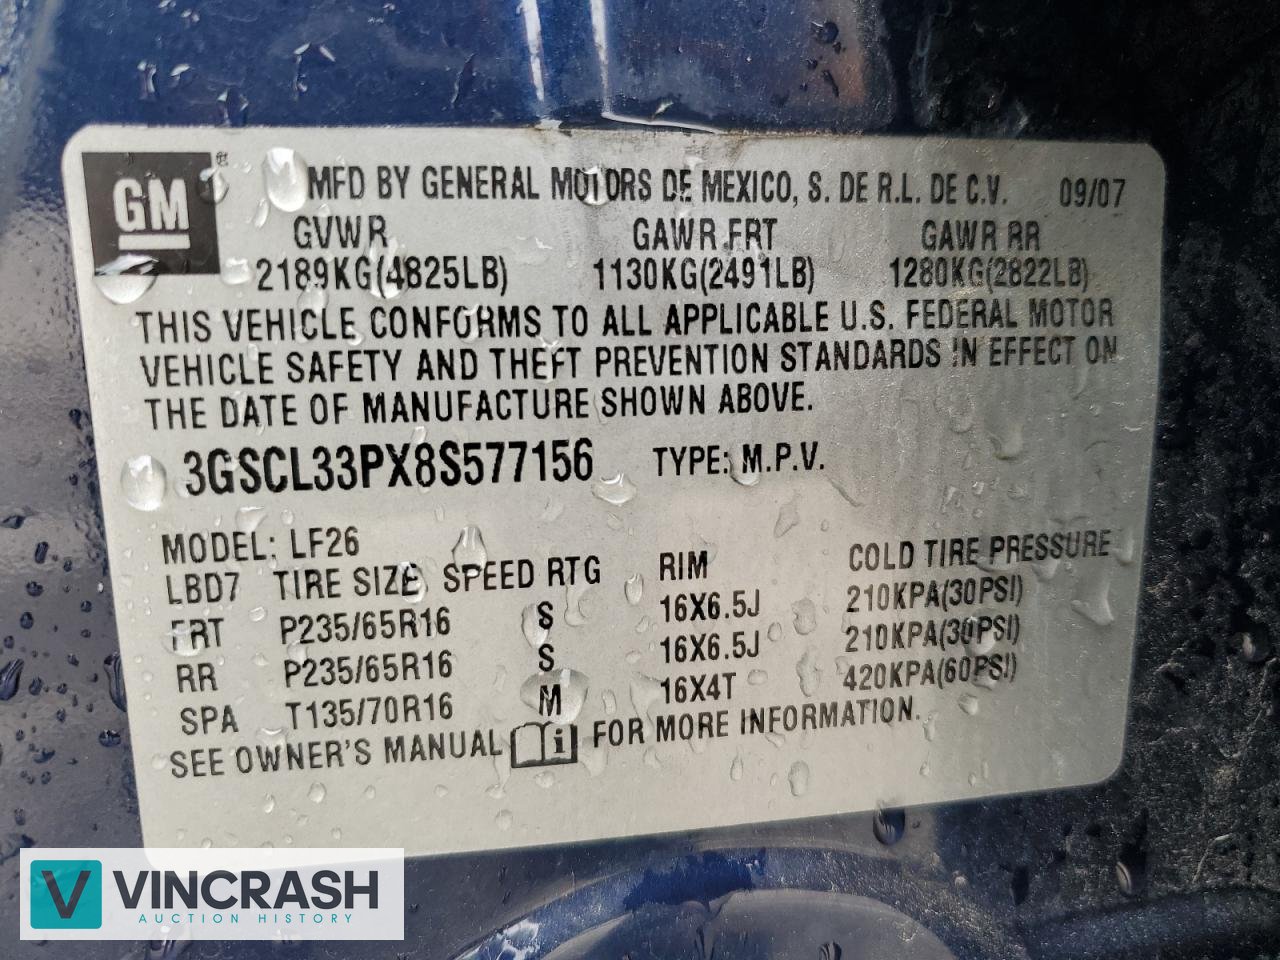 GM ® MFD BY GENERAL MOTORS DE MEXICO, S. DE R.L. DE C.V. 09/07
GVWR GAWR FRT GAWR RR
2189KG(4825LB) 1130KG(2491LB) 1280KG(2822LB)
THIS VEHICLE CONFORMS TO ALL APPLICABLE U.S. FEDERAL MOTOR
VEHICLE SAFETY AND THEFT PREVENTION STANDARDS IN EFFECT ON
THE DATE OF MANUFACTURE SHOWN ABOVE.
3GSCL33PX8S577156 TYPE: M.P.V.
MODEL: LF26
LBD7 TIRE SIZE SPEED RTG RIM COLD TIRE PRESSURE
FRT P235/65R16 S 16X6.5J 210KPA(30PSI)
RR P235/65R16 S 16X6.5J 210KPA(30PSI)
SPA T135/70R16 M 16X4T 420KPA(60PSI)
SEE OWNER'S MANUAL i FOR MORE INFORMATION.
V VINCRASH
AUCTION HISTORY